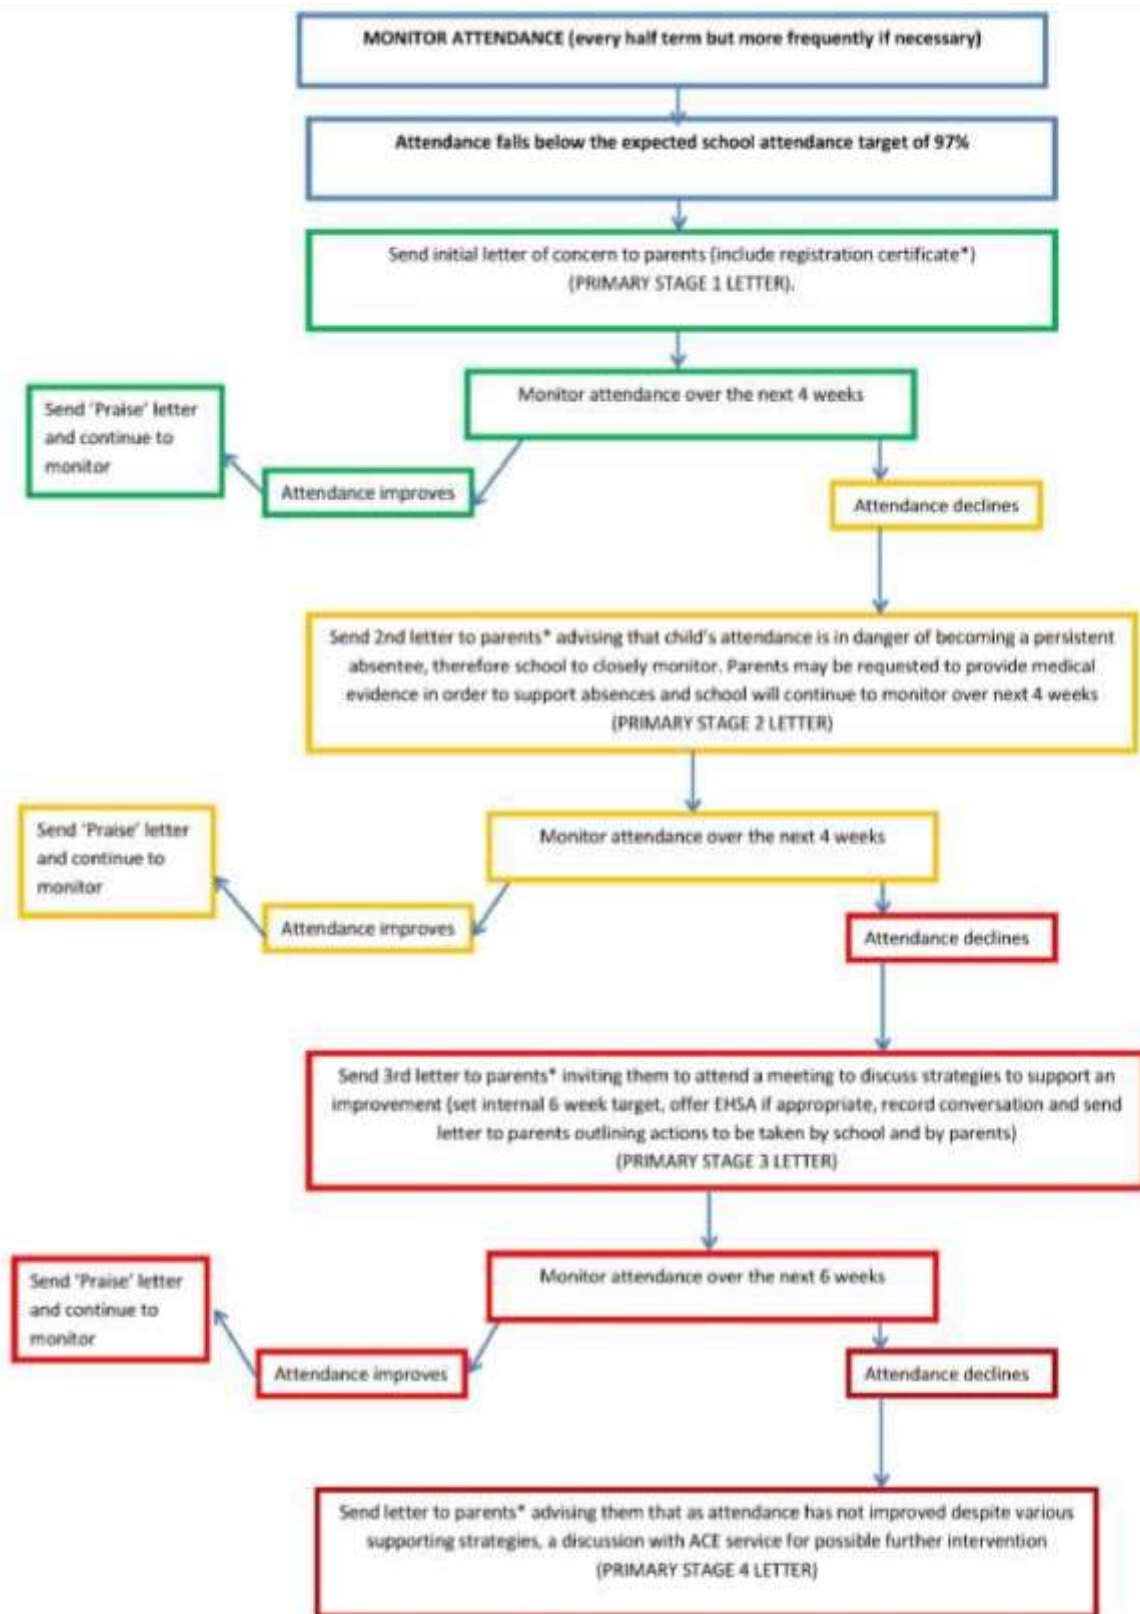 MONITOR ATTENDANCE (every half term but more frequently if necessary)
Attendance falls below the expected school attendance target of 97%
Send initial letter of concern to parents (include registration certificate*)
(PRIMARY STAGE 1 LETTER).
Monitor attendance over the next 4 weeks
Send 'Praise' letter
and continue to
monitor
Attendance improves
Attendance declines
Send 2nd letter to parents* advising that child's attendance is in danger of becoming a persistent
absentee, therefore school to closely monitor. Parents may be requested to provide medical
evidence in order to support absences and school will continue to monitor over next 4 weeks
(PRIMARY STAGE 2 LETTER)
Monitor attendance over the next 4 weeks
Send 'Praise' letter
and continue to
monitor
Attendance improves
Attendance declines
Send 3rd letter to parents* inviting them to attend a meeting to discuss strategies to support an
improvement (set internal 6 week target, offer EHSA if appropriate, record conversation and send
letter to parents outlining actions to be taken by school and by parents)
(PRIMARY STAGE 3 LETTER)
Monitor attendance over the next 6 weeks
Send 'Praise' letter
and continue to
monitor
Attendance improves
Attendance declines
Send letter to parents* advising them that as attendance has not improved despite various
supporting strategies, a discussion with ACE service for possible further intervention
(PRIMARY STAGE 4 LETTER)